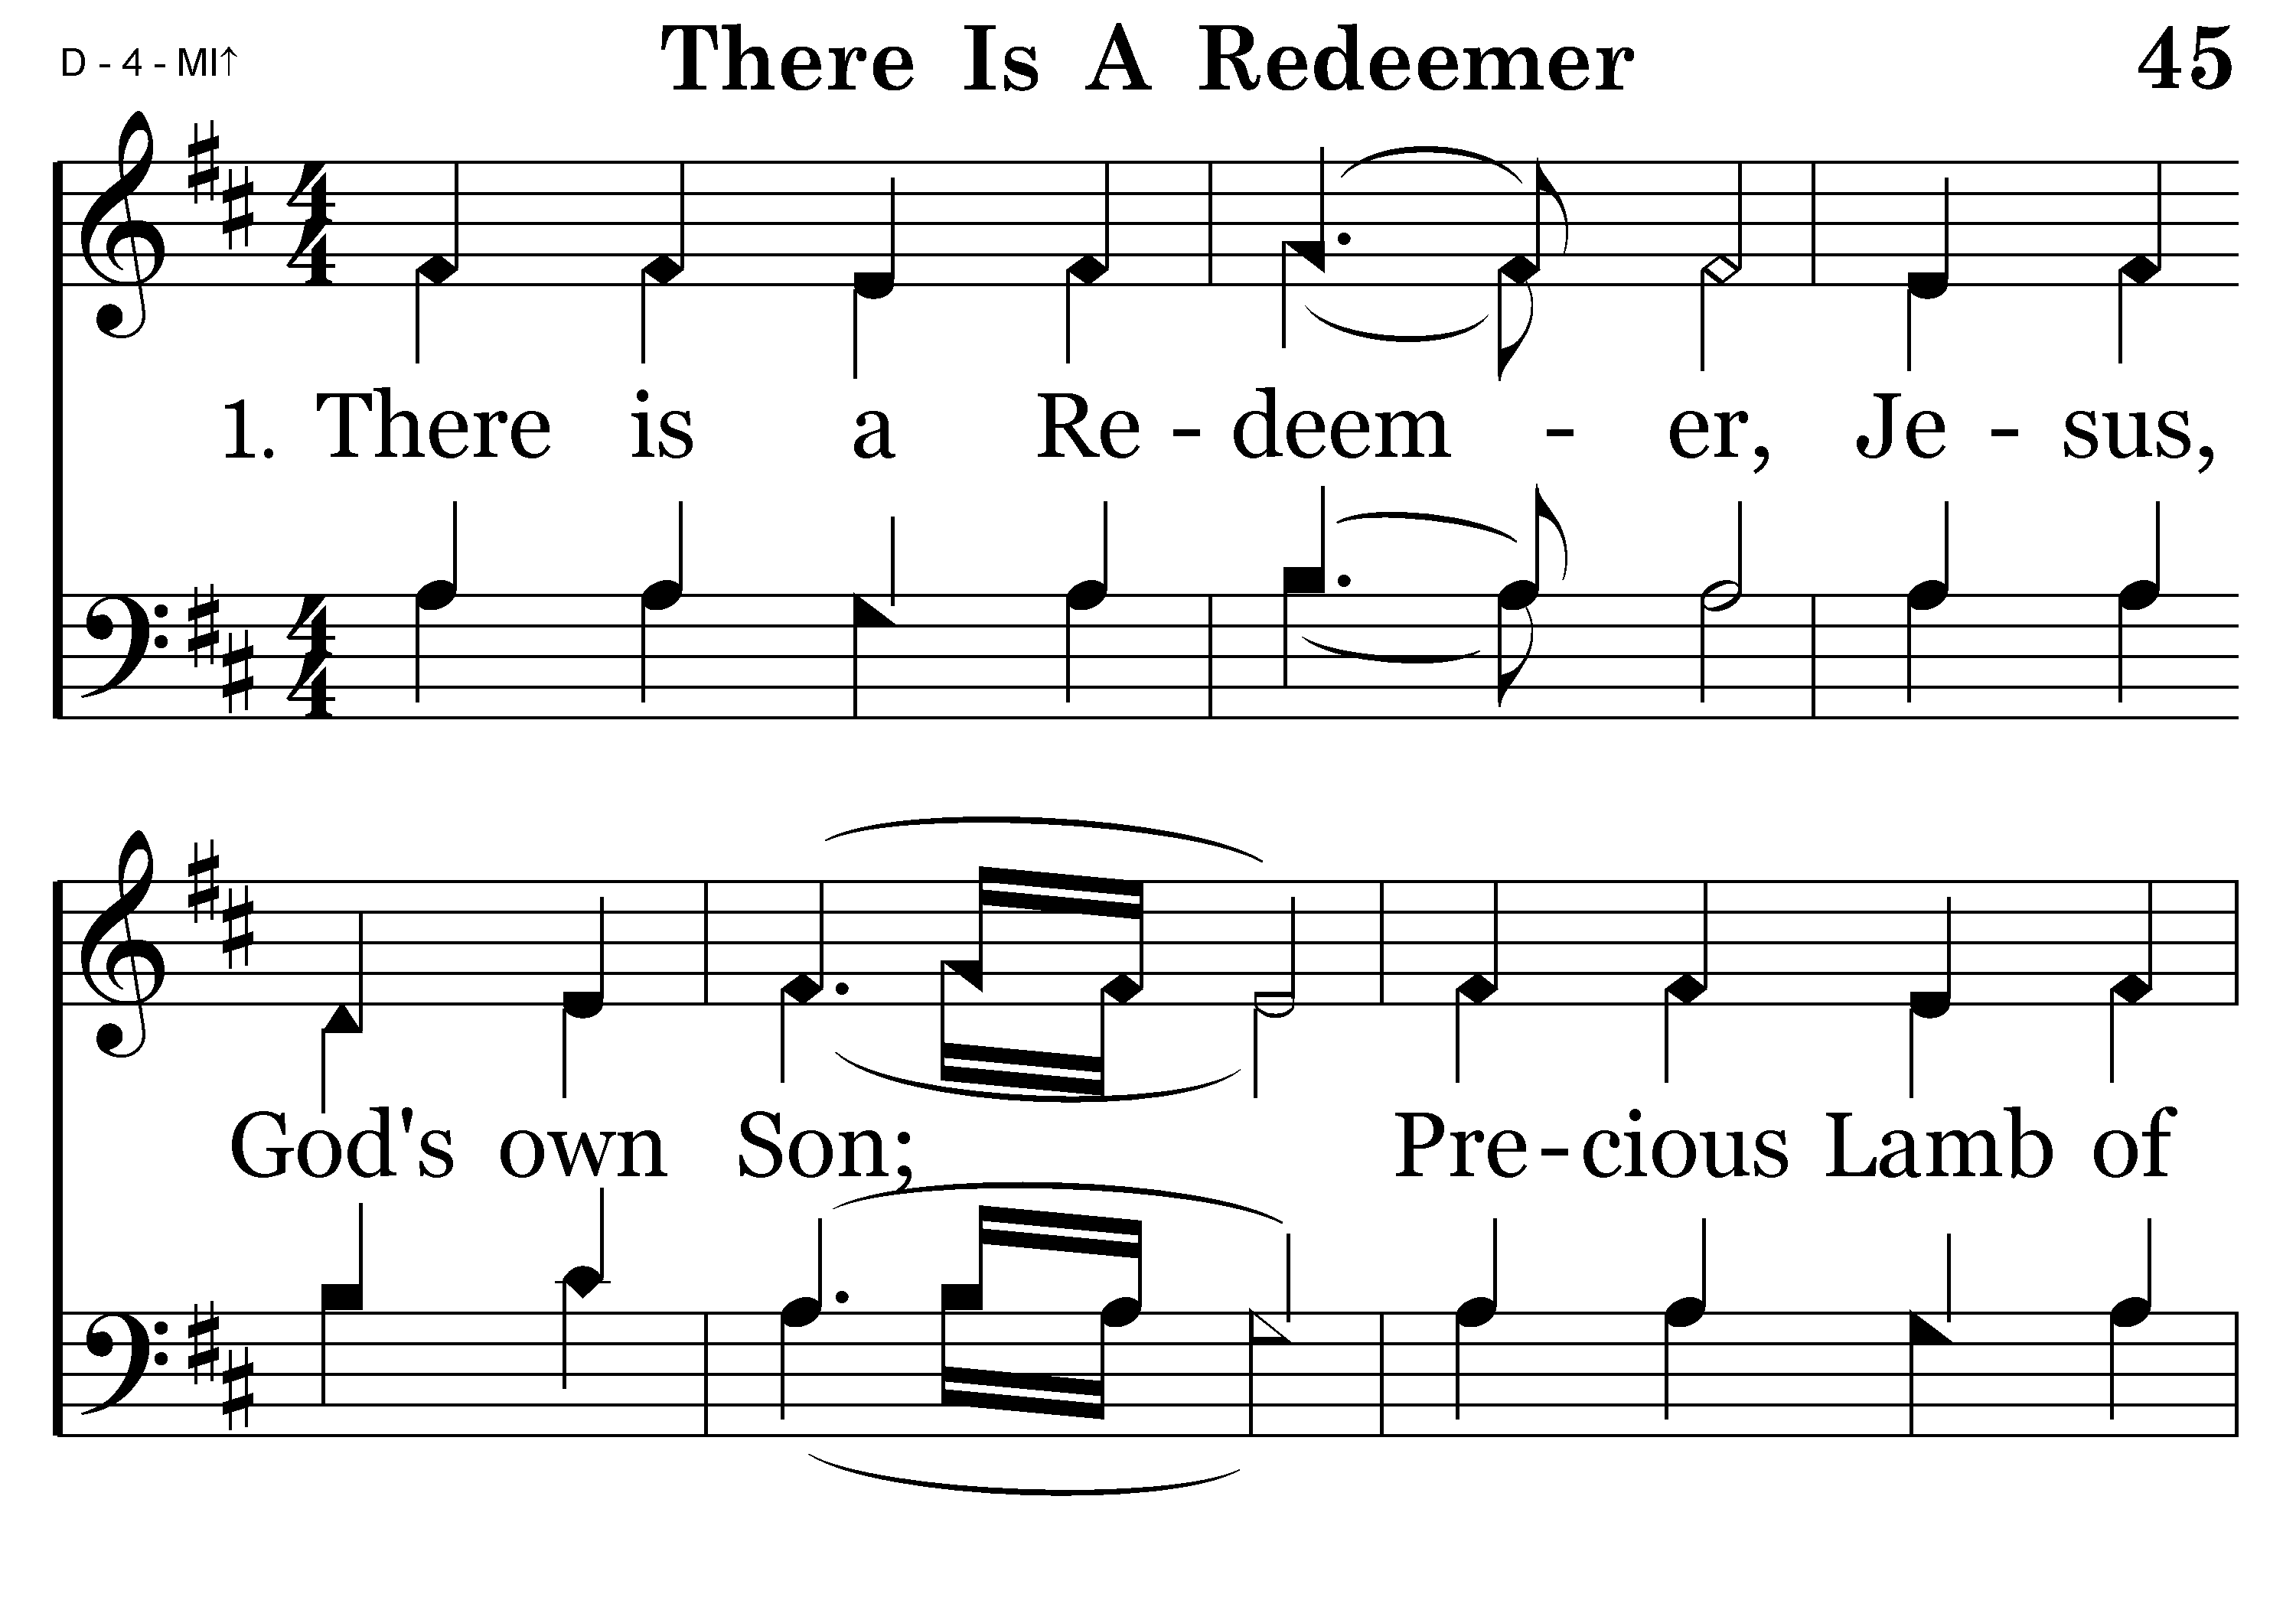 D - 4 - MI↑ There Is A Redeemer 45
1. There is a Re - deem - er, Je - sus,
God's own Son; Pre - cious Lamb of